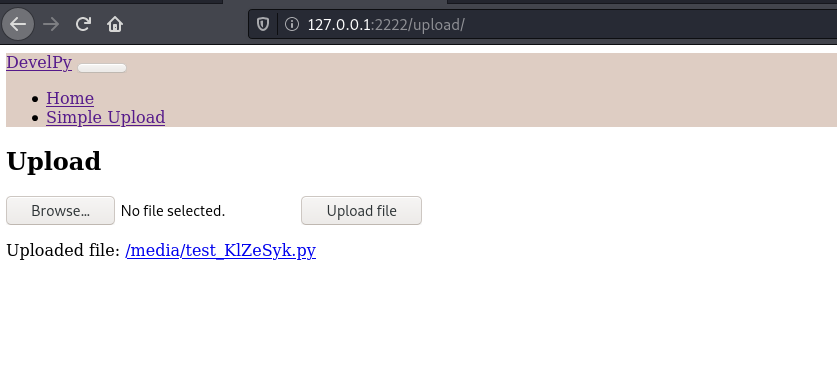 127.0.0.1:2222/upload/
DevelPy
Home
Simple Upload
Upload
Browse... No file selected. Upload file
Uploaded file: /media/test_KlZeSyk.py